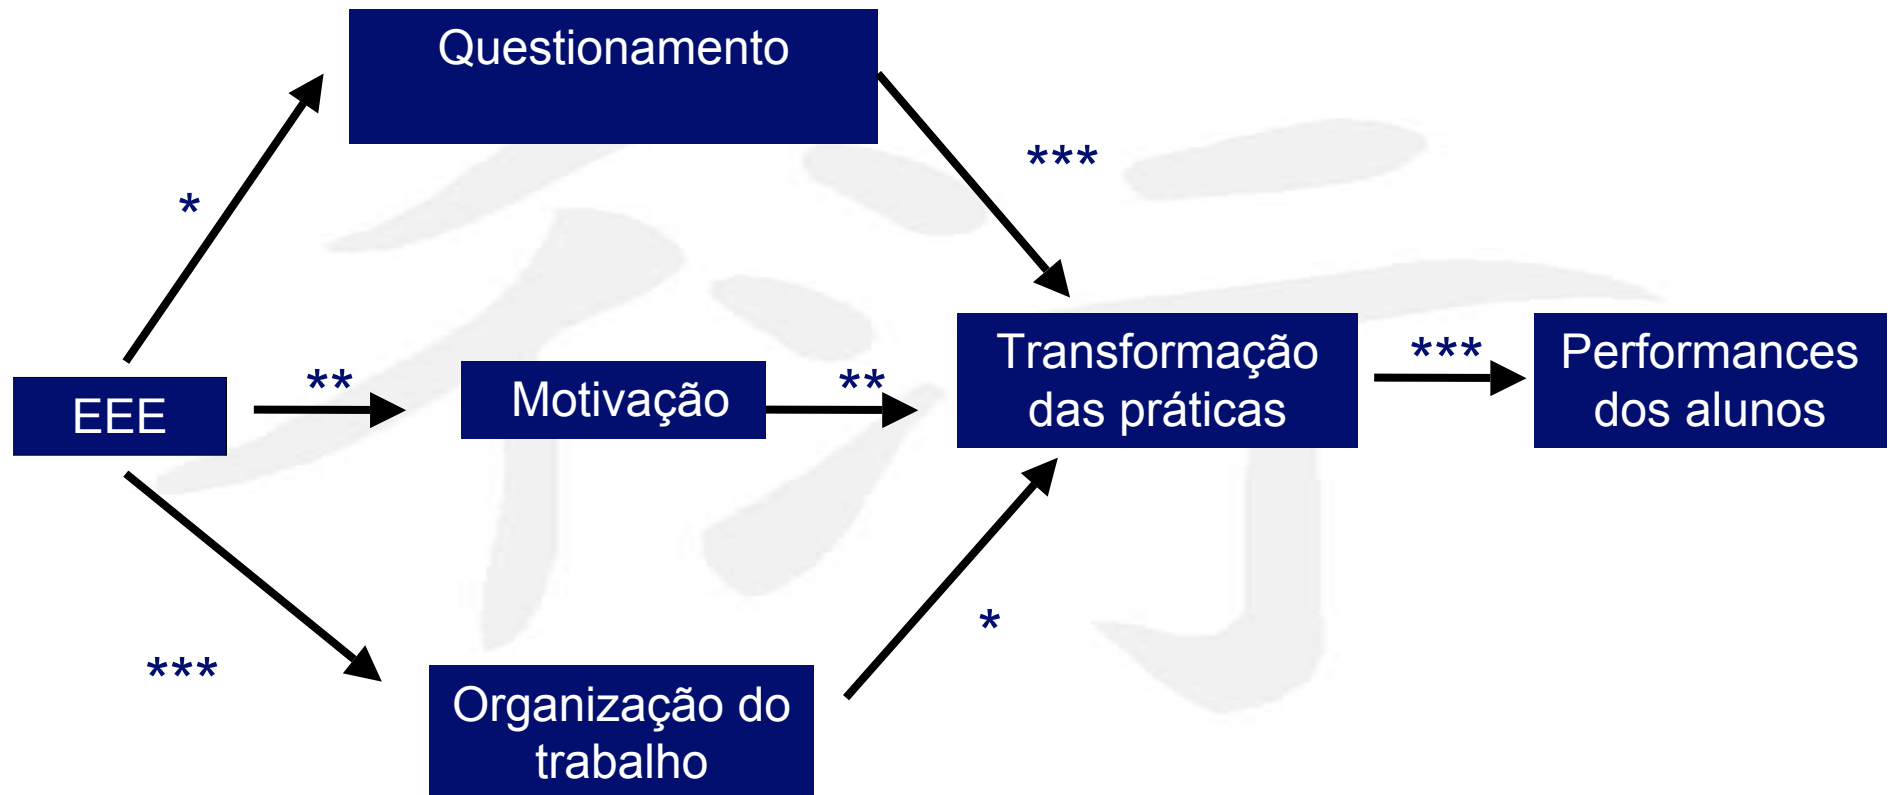 Questionamento
***
*
Transformação
das práticas
***
Performances
dos alunos
**
Motivação
**
EEE
*
***
Organização do
trabalho